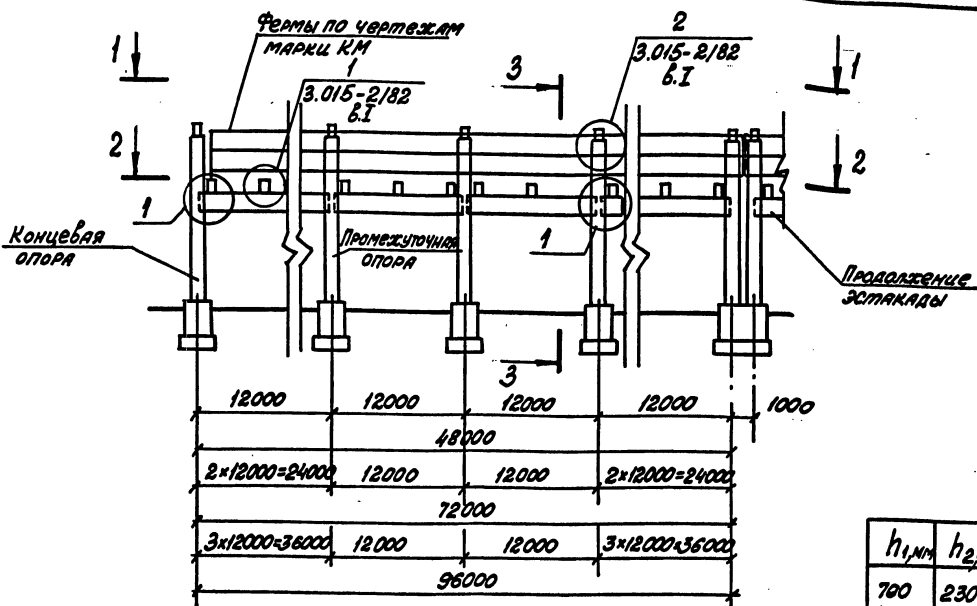 Фермы по чертежам
марки КМ
1
3.015-2/82
в.I
2
3.015-2/82
в.I
1
3
1
2
2
1
1
Концевая
опора
Промежуточная
опора
Продолжение
эстакады
3
12000 12000 12000 12000 1000
48000
2×12000=24000 12000 12000 2×12000=24000
72000
3×12000=36000 12000 12000 3×12000=36000
96000
h1,мм h2,
700 230